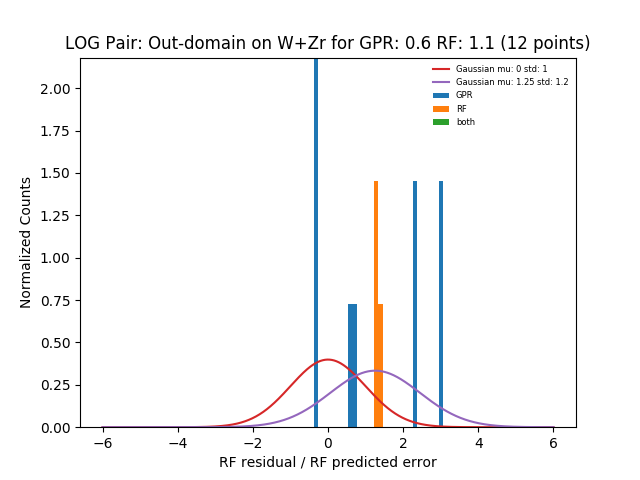 LOG Pair: Out-domain on W+Zr for GPR: 0.6 RF: 1.1 (12 points)
Gaussian mu: 0 std: 1
Gaussian mu: 1.25 std: 1.2
GPR
RF
both
Normalized Counts
2.00
1.75
1.50
1.25
1.00
0.75
0.50
0.25
0.00
−6 −4 −2 0 2 4 6
RF residual / RF predicted error